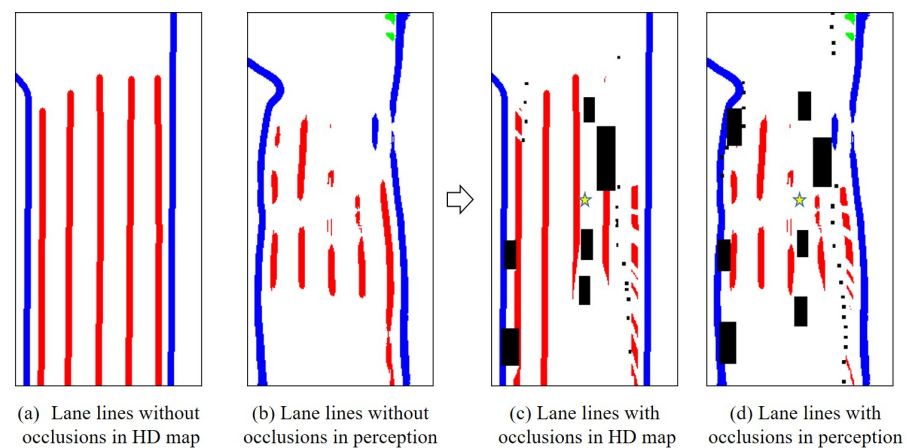 (a) Lane lines without
occlusions in HD map
(b) Lane lines without
occlusions in perception
(c) Lane lines with
occlusions in HD map
(d) Lane lines with
occlusions in perception